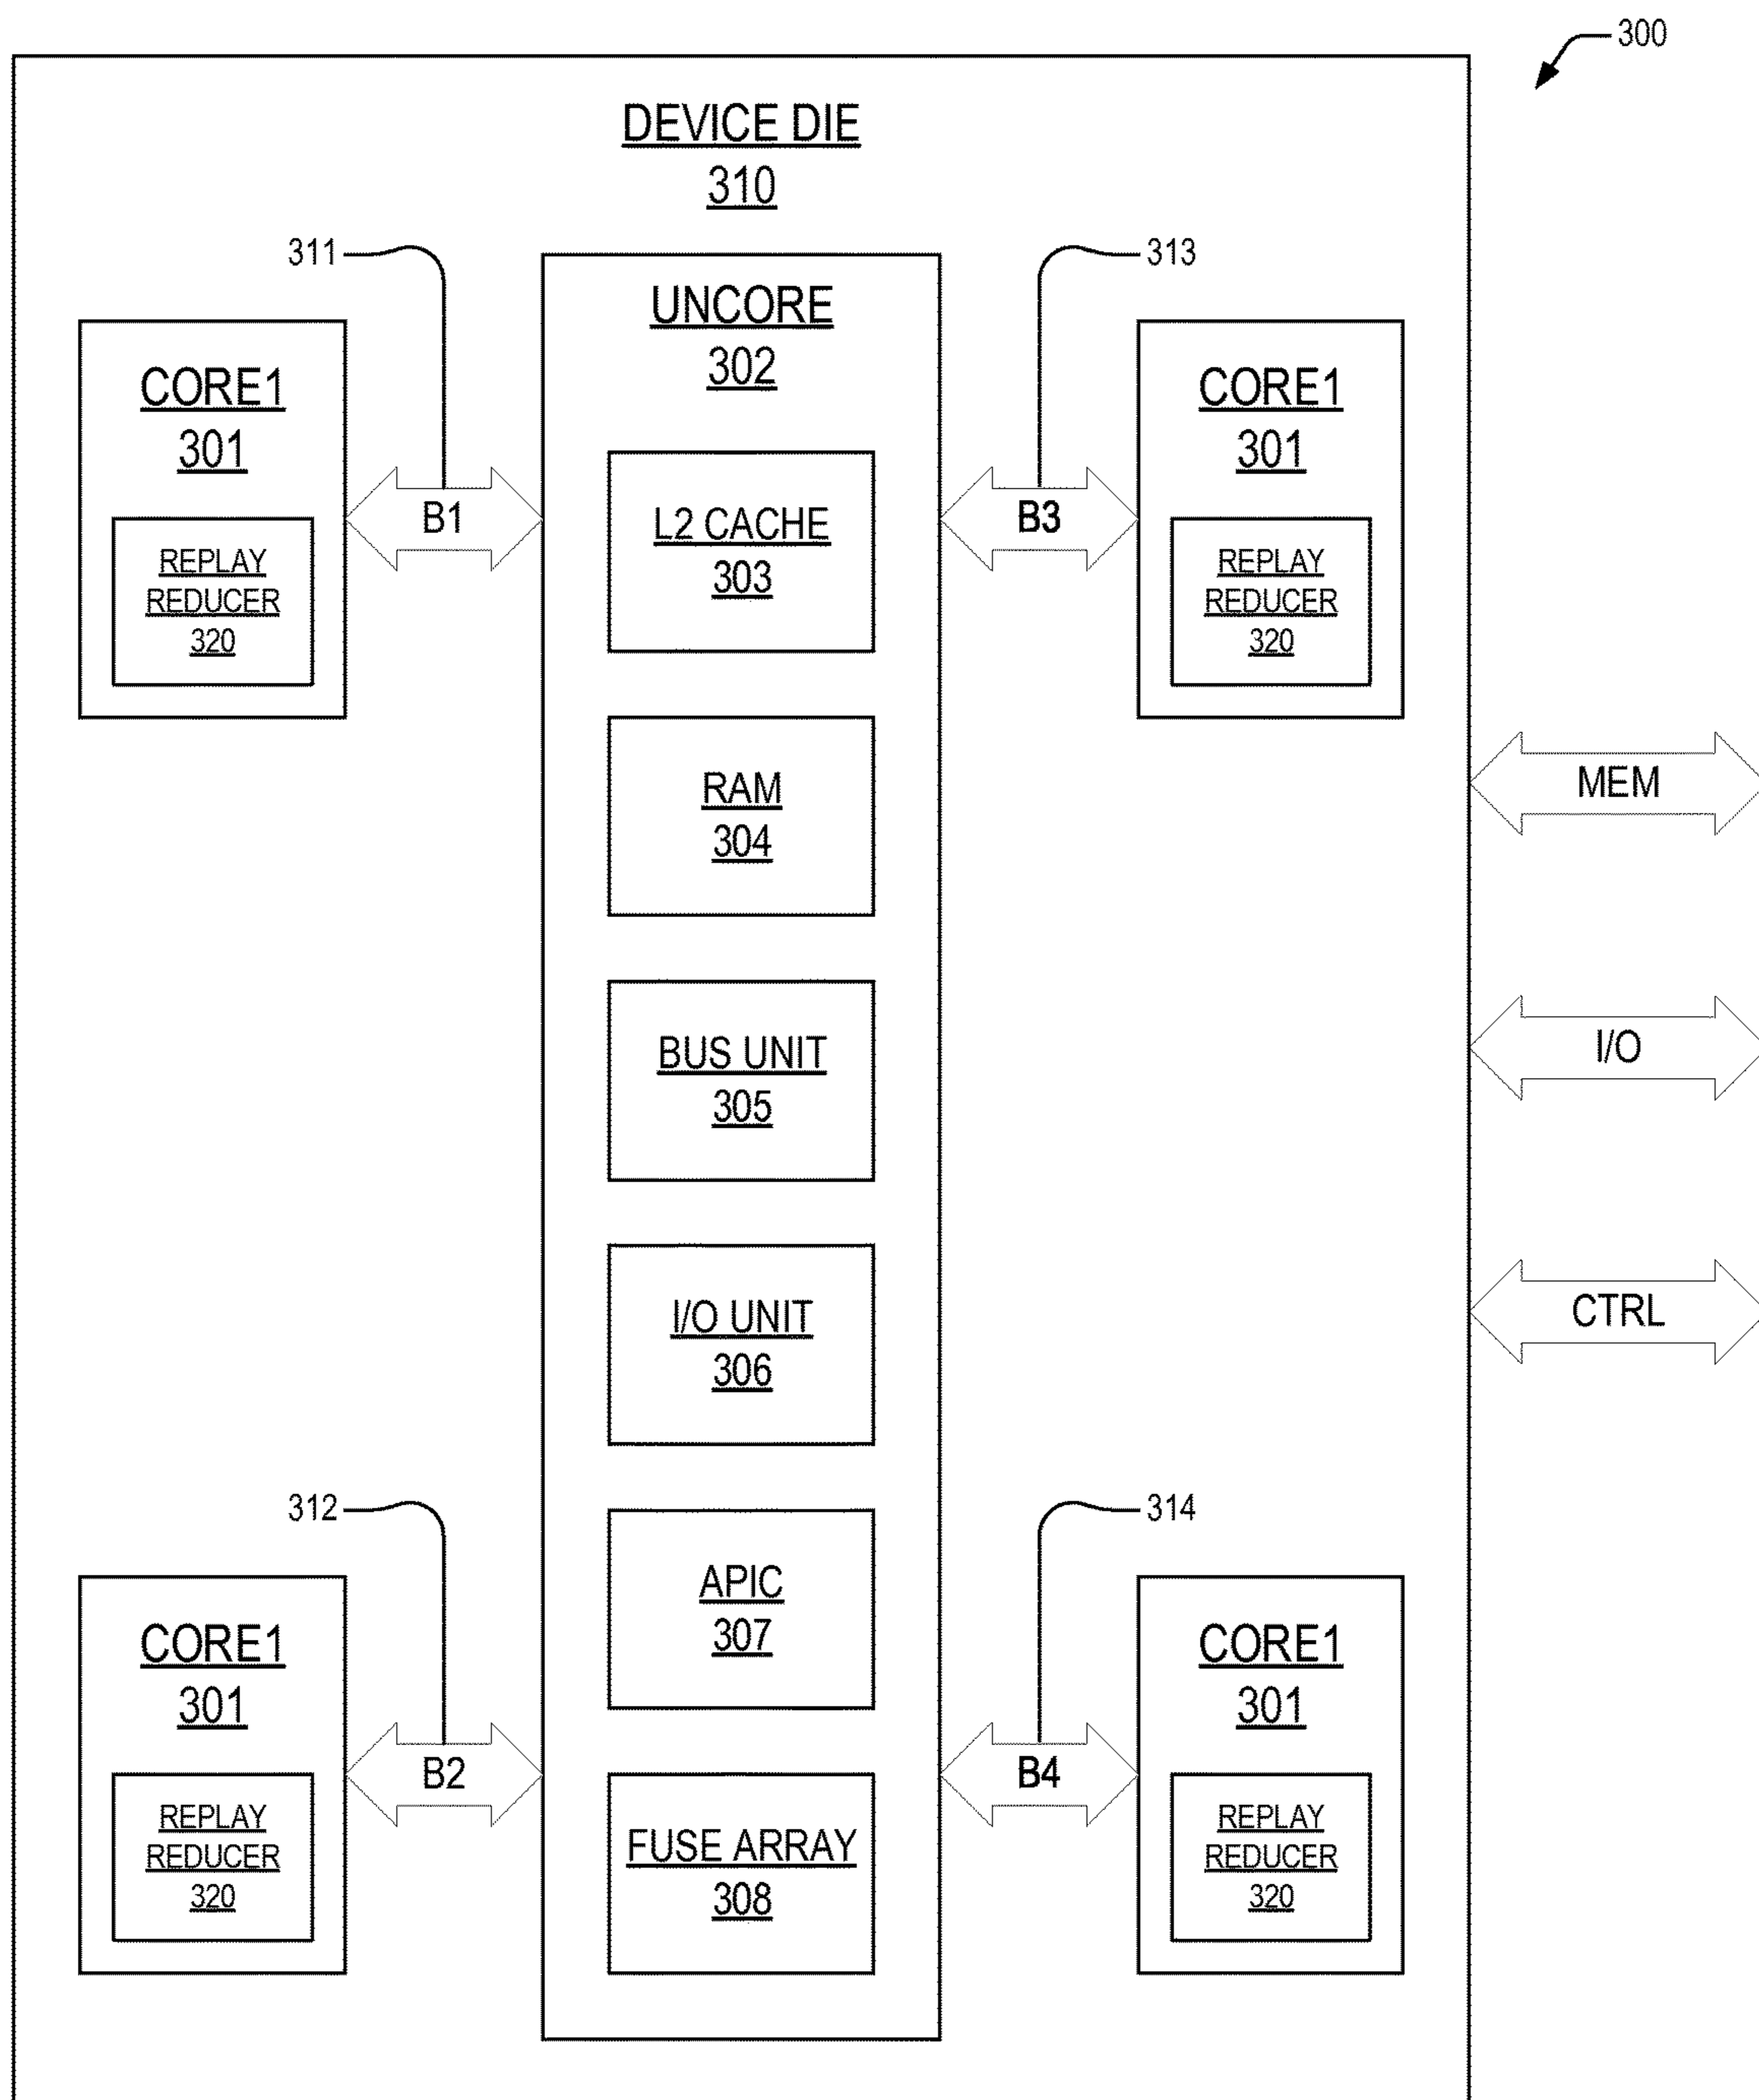 300
DEVICE DIE
310
311
313
UNCORE
302
CORE1
301
REPLAY
REDUCER
320
B1
L2 CACHE
303
B3
CORE1
301
REPLAY
REDUCER
320
RAM
304
MEM
BUS UNIT
305
I/O
I/O UNIT
306
CTRL
312
314
APIC
307
CORE1
301
REPLAY
REDUCER
320
B2
FUSE ARRAY
308
B4
CORE1
301
REPLAY
REDUCER
320